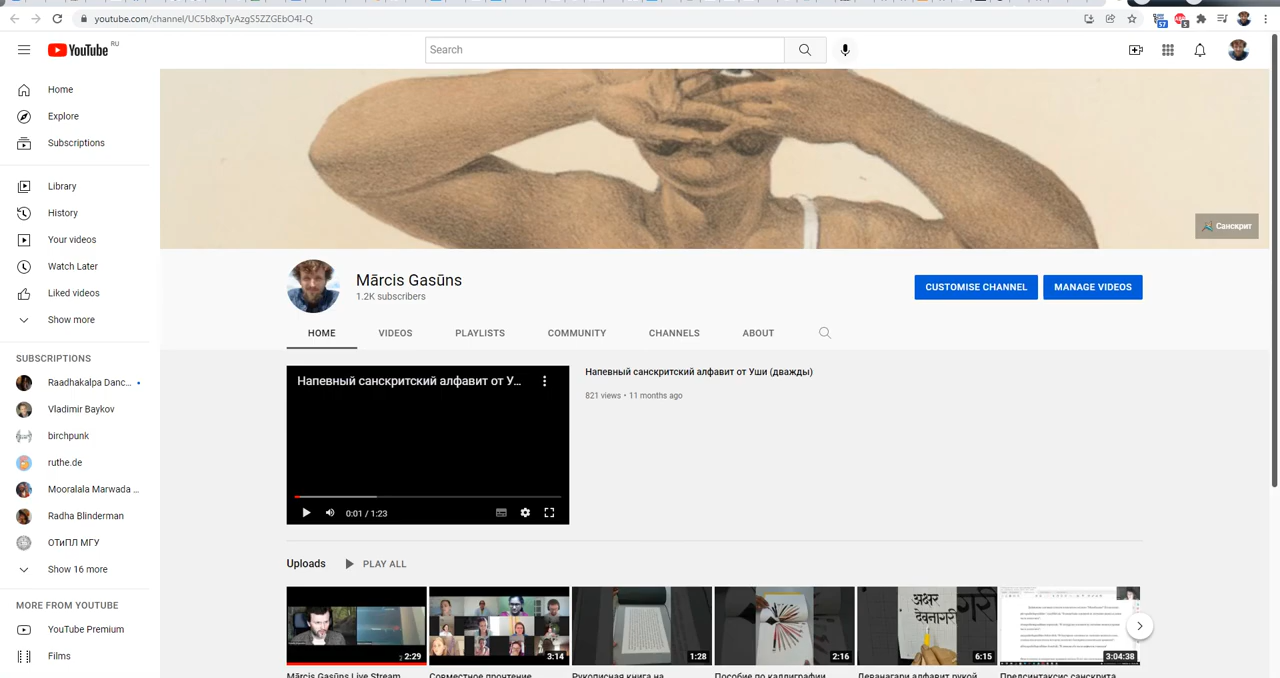 youtube.com/channel/UC5b8xpTyAzgS5ZZGEbO4I-Q
57
5
YouTube RU
Search
Home
Explore
Subscriptions
Library
History
Your videos
Watch Later
Liked videos
Show more
SUBSCRIPTIONS
Raadhakalpa Danc...
Vladimir Baykov
birchpunk
ruthe.de
Mooralala Marwada ...
Radha Blinderman
ОТиПЛ МГУ
Show 16 more
MORE FROM YOUTUBE
YouTube Premium
Films
Санскрит
Mārcis Gasūns
1.2K subscribers
CUSTOMISE CHANNEL
MANAGE VIDEOS
HOME VIDEOS PLAYLISTS COMMUNITY CHANNELS ABOUT
Напевный санскритский алфавит от У...
0:01 / 1:23
Напевный санскритский алфавит от Уши (дважды)
821 views • 11 months ago
Uploads PLAY ALL
2:29
3:14
1:28
2:16
अक्षर
देवनागरी
6:15
3:04:38
Mārcis Gasūns Live Stream
Совместное прочтение
Рукописная книга на
Пособие по каллиграфии
Деванагари алфавит рукой
Предсинтаксис санскрита